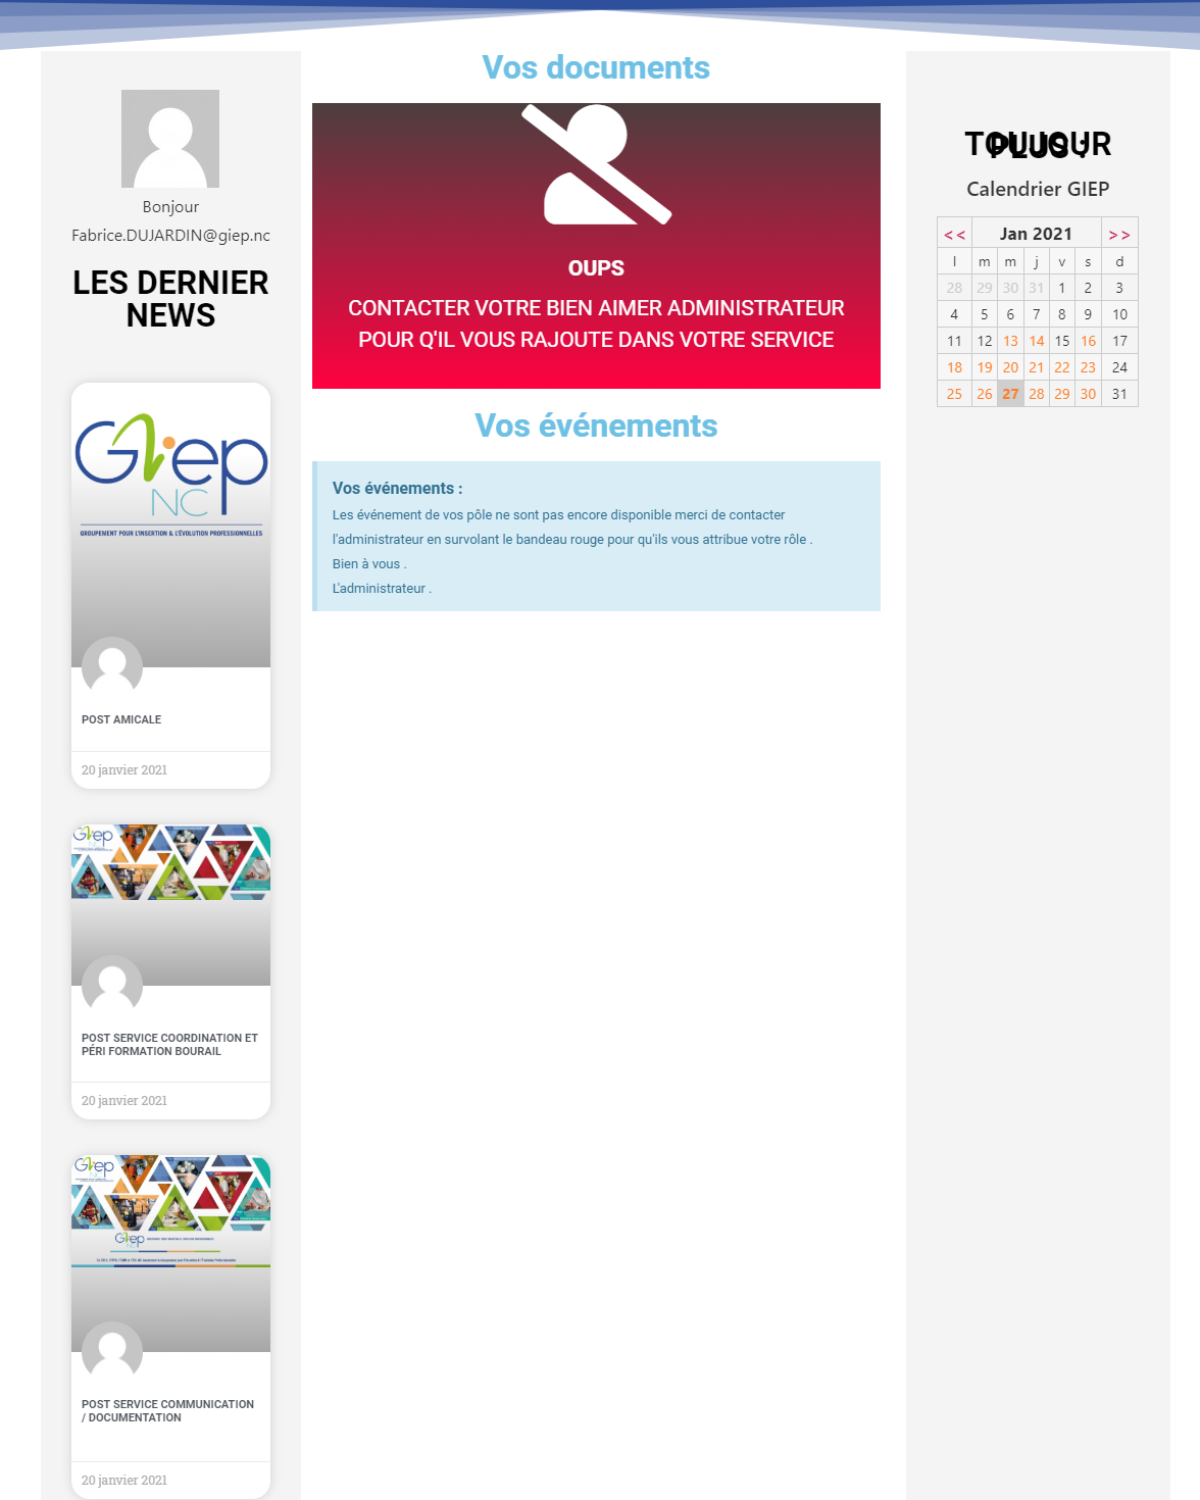 Bonjour
Fabrice.DUJARDIN@giep.nc
LES DERNIER
NEWS
Giep
NC
GROUPEMENT POUR L'INSERTION & L'ÉVOLUTION PROFESSIONNELLES
POST AMICALE
20 janvier 2021
Giep
NC
POST SERVICE COORDINATION ET
PÉRI FORMATION BOURAIL
20 janvier 2021
Giep
NC
Giep
NC
POST SERVICE COMMUNICATION
/ DOCUMENTATION
20 janvier 2021
Vos documents
OUPS
CONTACTER VOTRE BIEN AIMER ADMINISTRATEUR
POUR Q'IL VOUS RAJOUTE DANS VOTRE SERVICE
Vos événements
Vos événements :
Les événement de vos pôle ne sont pas encore disponible merci de contacter
l'administrateur en survolant le bandeau rouge pour qu'ils vous attribue votre rôle .
Bien à vous .
L'administrateur .
TOUJOUR
PLUS :
Calendrier GIEP
<< Jan 2021 >>
l m m j v s d
28 29 30 31 1 2 3
4 5 6 7 8 9 10
11 12 13 14 15 16 17
18 19 20 21 22 23 24
25 26 27 28 29 30 31